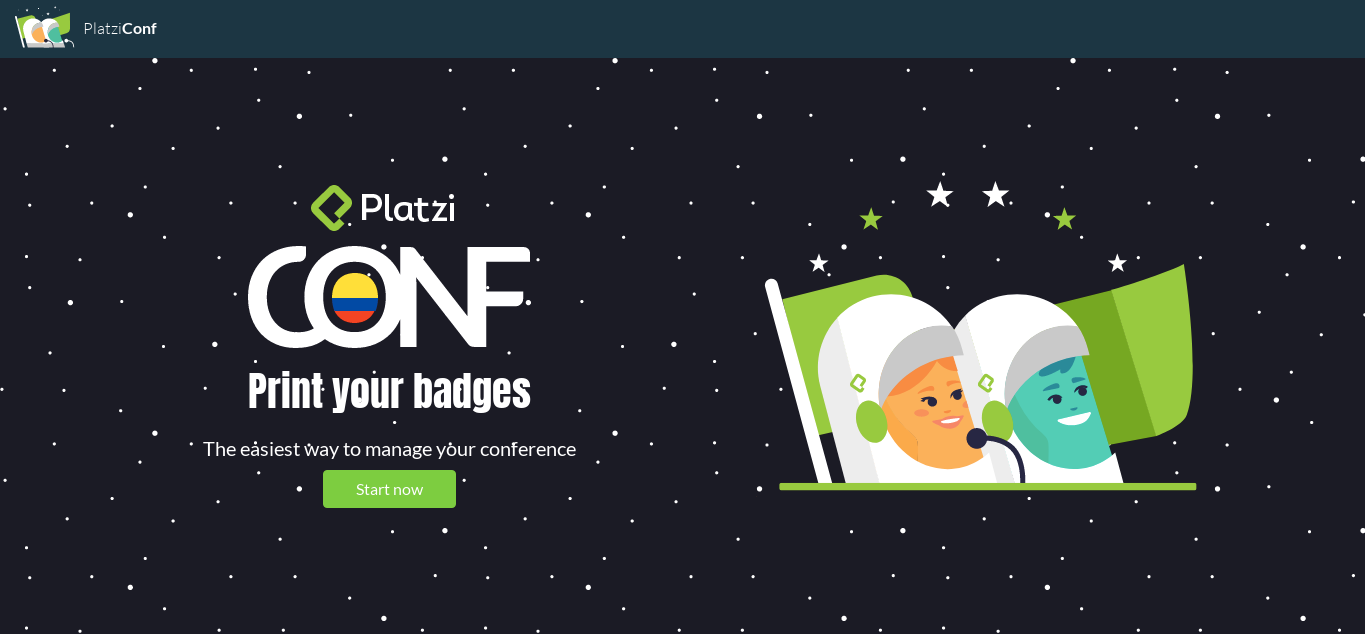 PlatziConf
Platzi
CONF
Print your badges
The easiest way to manage your conference
Start now